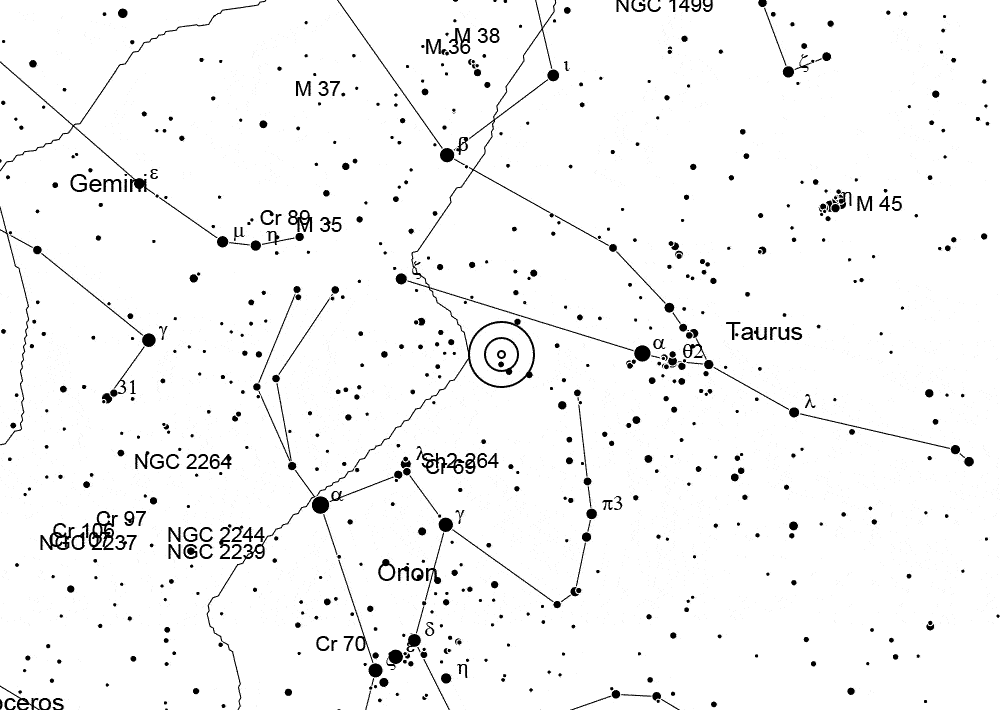 NGC 1499
M 38
M 36
ζ
ι
M 37
β
ε
Gemini
η
M 45
Cr 89
M 35
μ
η
ζ
γ
Taurus
α
θ2
31
λ
λ
Sh2-264
Cr 69
NGC 2264
α
π3
γ
Cr 97
Cr 106
NGC 2237
NGC 2244
NGC 2239
Orion
δ
Cr 70
ε
ζ
η
oceros